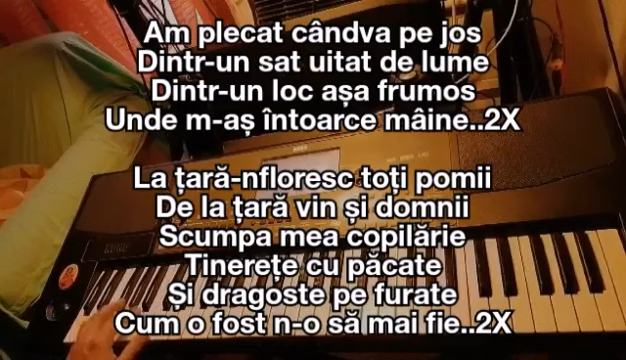 Am plecat cândva pe jos
Dintr-un sat uitat de lume
Dintr-un loc așa frumos
Unde m-aș întoarce mâine..2X
La țară-nfloresc toți pomii
De la țară vin și domnii
Scumpa mea copilărie
Tinerețe cu păcate
Și dragoste pe furate
Cum o fost n-o să mai fie..2X